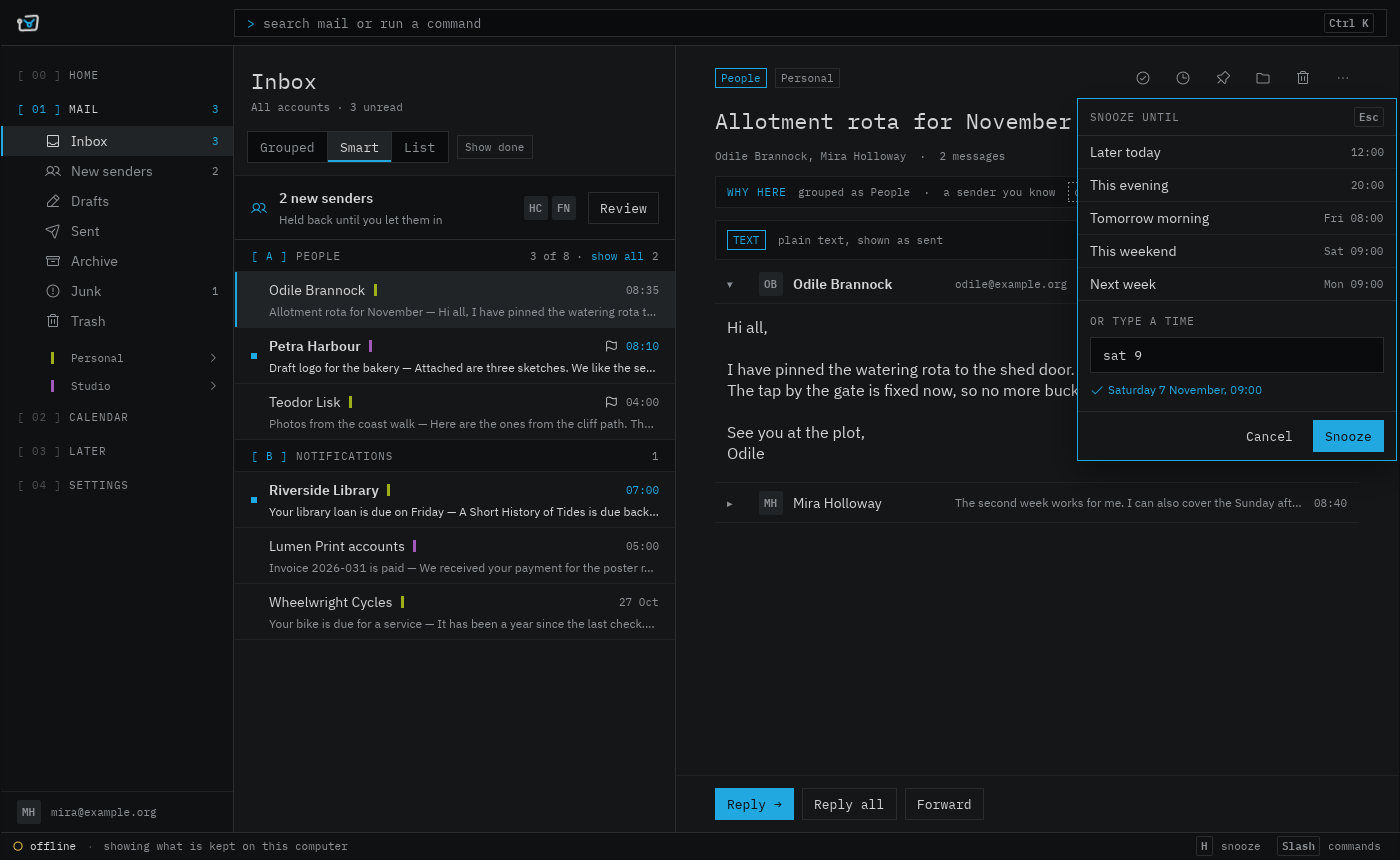 > search mail or run a command
Ctrl K
[ 00 ] HOME
[ 01 ] MAIL 3
Inbox 3
New senders 2
Drafts
Sent
Archive
Junk 1
Trash
Personal
Studio
[ 02 ] CALENDAR
[ 03 ] LATER
[ 04 ] SETTINGS
MH mira@example.org
Inbox
All accounts · 3 unread
Grouped Smart List Show done
2 new senders
Held back until you let them in
HC FN Review
[ A ] PEOPLE 3 of 8 · show all 2
Odile Brannock 08:35
Allotment rota for November — Hi all, I have pinned the watering rota t…
Petra Harbour 08:10
Draft logo for the bakery — Attached are three sketches. We like the se…
Teodor Lisk 04:00
Photos from the coast walk — Here are the ones from the cliff path. Th…
[ B ] NOTIFICATIONS 1
Riverside Library 07:00
Your library loan is due on Friday — A Short History of Tides is due back…
Lumen Print accounts 05:00
Invoice 2026-031 is paid — We received your payment for the poster r…
Wheelwright Cycles 27 Oct
Your bike is due for a service — It has been a year since the last check.…
People Personal
Allotment rota for November
Odile Brannock, Mira Holloway · 2 messages
WHY HERE grouped as People · a sender you know
TEXT plain text, shown as sent
OB Odile Brannock odile@example.org
Hi all,
I have pinned the watering rota to the shed door.
The tap by the gate is fixed now, so no more buck
See you at the plot,
Odile
MH Mira Holloway The second week works for me. I can also cover the Sunday aft… 08:40
Reply → Reply all Forward
SNOOZE UNTIL Esc
Later today 12:00
This evening 20:00
Tomorrow morning Fri 08:00
This weekend Sat 09:00
Next week Mon 09:00
OR TYPE A TIME
sat 9
Saturday 7 November, 09:00
Cancel Snooze
offline · showing what is kept on this computer
H snooze Slash commands